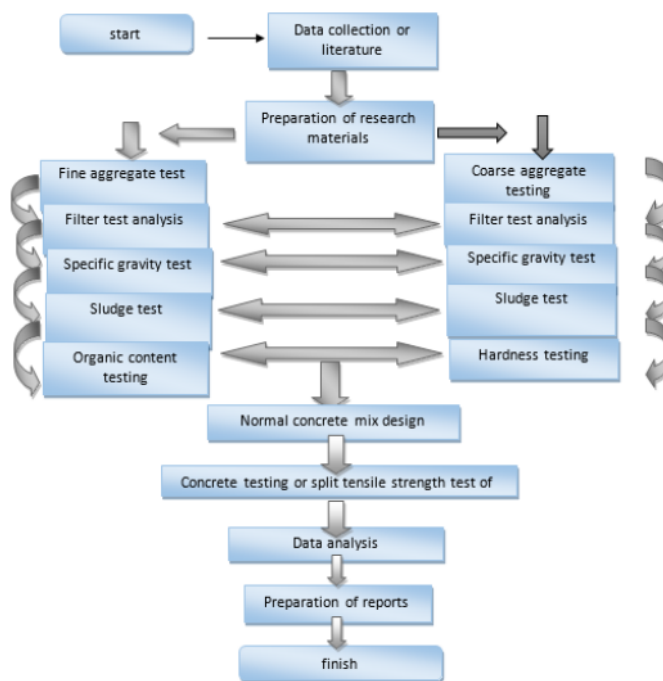 start
Data collection or
literature
Preparation of research
materials
Fine aggregate test
Coarse aggregate
testing
Filter test analysis
Filter test analysis
Specific gravity test
Specific gravity test
Sludge test
Sludge test
Organic content
testing
Hardness testing
Normal concrete mix design
Concrete testing or split tensile strength test of
Data analysis
Preparation of reports
finish